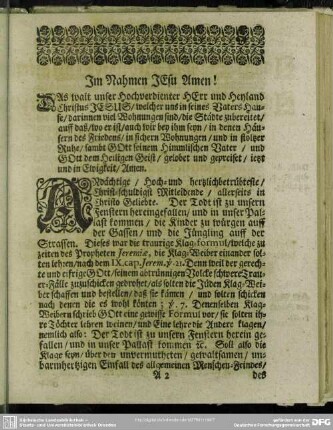 Im Nahmen JEsu Amen!
DAs walt unser Hochverdienter HErr und Heyland
Christus JESUS/ welcher uns in seines Vaters Hau-
se/ darinnen viel Wohnungen sind/ die Städte zubereitet/
auf daß/ wo er ist/ auch wir bey ihm seyn/ in denen Häu-
sern des Friedens/ in sichern Wohnungen/ und in stolzer
Ruhe/ sambt GOtt seinem Himmlischen Vater/ und
GOtt dem Heiligen Geist/ gelobet und gepreiset/ ietzt
und in Ewigkeit/ Amen.
ANdächtige/ Hoch- und hertzlichbetrübteste/
Christ-schuldigst Mitleidende/ allerseits in
Christo Geliebte. Der Todt ist zu unsern
Fenstern hereingefallen/ und in unser Pal-
last kommen/ die Kinder zu würgen auff
der Gassen/ und die Jüngling auff der
Strassen. Dieses war die traurige Klag-formul/ welche zu
zeiten des Propheten Jeremiæ, die Klag-Weiber einander sol-
ten lehren/ nach dem IX. cap. Jerem. ℣. 21. Denn weil der gerech-
te und eifrige GOtt/ seinem abtrünnigen Volcke schwere Trau-
er-Fälle zuzuschicken gedrohet/ als solten die Jüden Klag-Wei-
ber schaffen und bestellen/ daß sie kämen/ und solten schicken
nach denen die es wohl könten ℣. 17. Denenselben Klag-
Weibern schrieb GOtt eine gewisse Formul vor/ sie solten ih-
re Töchter lehren weinen/ und Eine lehre die Andere klagen/
nemlich also: Der Todt ist zu unsern Fenstern herein ge-
fallen/ und in unser Pallast kommen ꝛc. Solt also die
Klage seyn/ über den unvermutheten/ gewaltsamen/ un-
barmhertzigen Einfall des allgemeinen Menschen-Feindes/
A 2 des